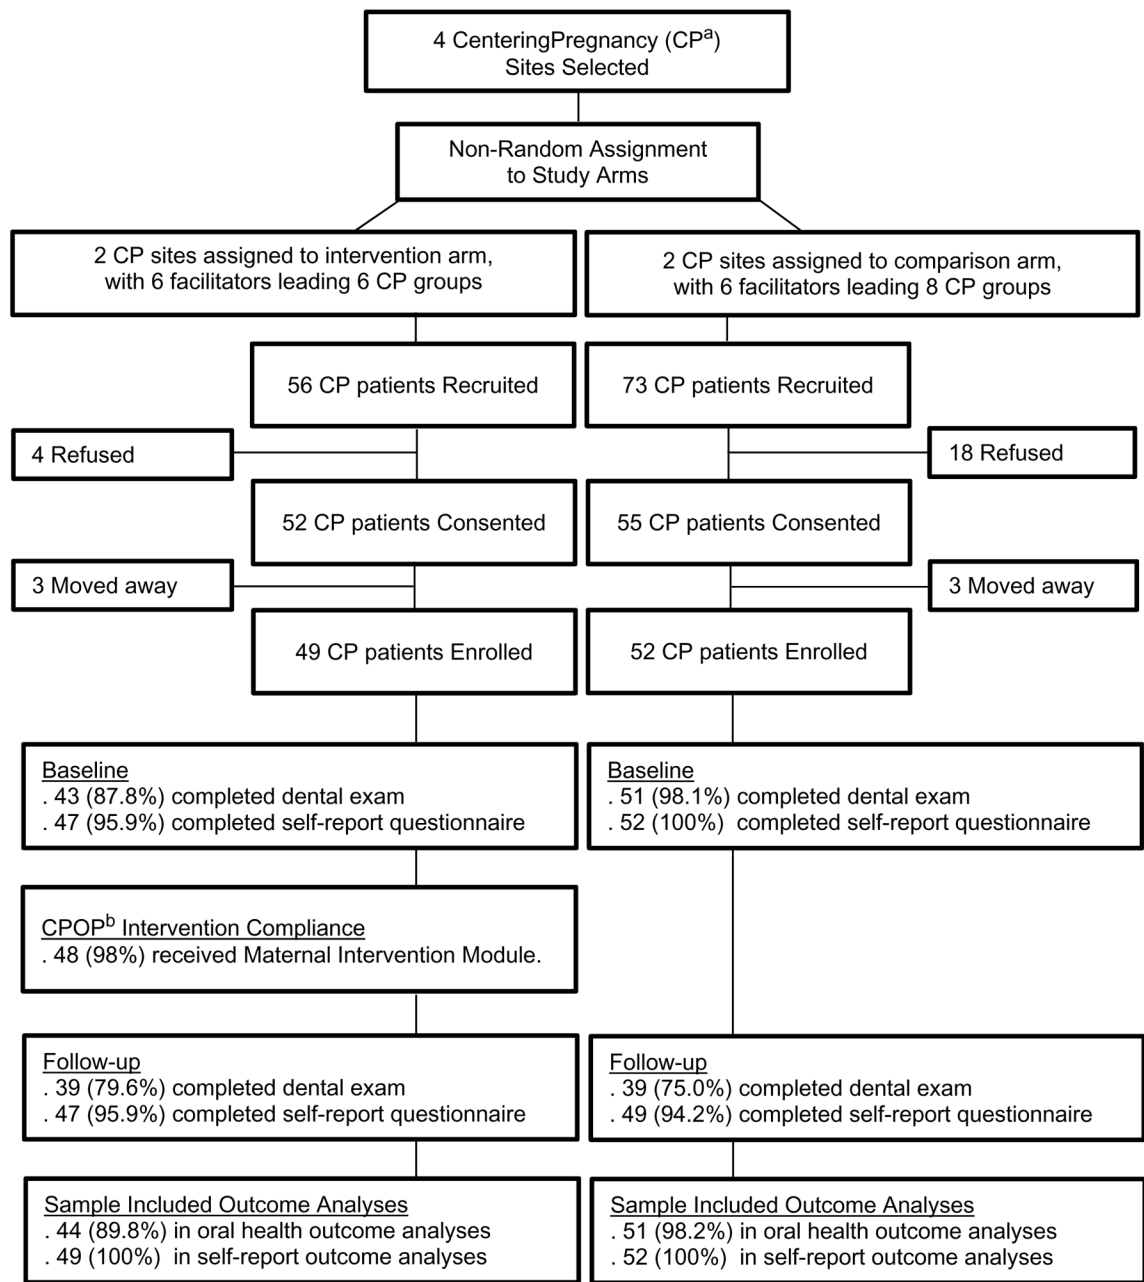 4 CenteringPregnancy (CPa)
Sites Selected
Non-Random Assignment
to Study Arms
2 CP sites assigned to intervention arm,
with 6 facilitators leading 6 CP groups
2 CP sites assigned to comparison arm,
with 6 facilitators leading 8 CP groups
56 CP patients Recruited
73 CP patients Recruited
4 Refused
18 Refused
52 CP patients Consented
55 CP patients Consented
3 Moved away
3 Moved away
49 CP patients Enrolled
52 CP patients Enrolled
Baseline
. 43 (87.8%) completed dental exam
. 47 (95.9%) completed self-report questionnaire
Baseline
. 51 (98.1%) completed dental exam
. 52 (100%) completed self-report questionnaire
CPOPb Intervention Compliance
. 48 (98%) received Maternal Intervention Module.
Follow-up
. 39 (79.6%) completed dental exam
. 47 (95.9%) completed self-report questionnaire
Follow-up
. 39 (75.0%) completed dental exam
. 49 (94.2%) completed self-report questionnaire
Sample Included Outcome Analyses
. 44 (89.8%) in oral health outcome analyses
. 49 (100%) in self-report outcome analyses
Sample Included Outcome Analyses
. 51 (98.2%) in oral health outcome analyses
. 52 (100%) in self-report outcome analyses